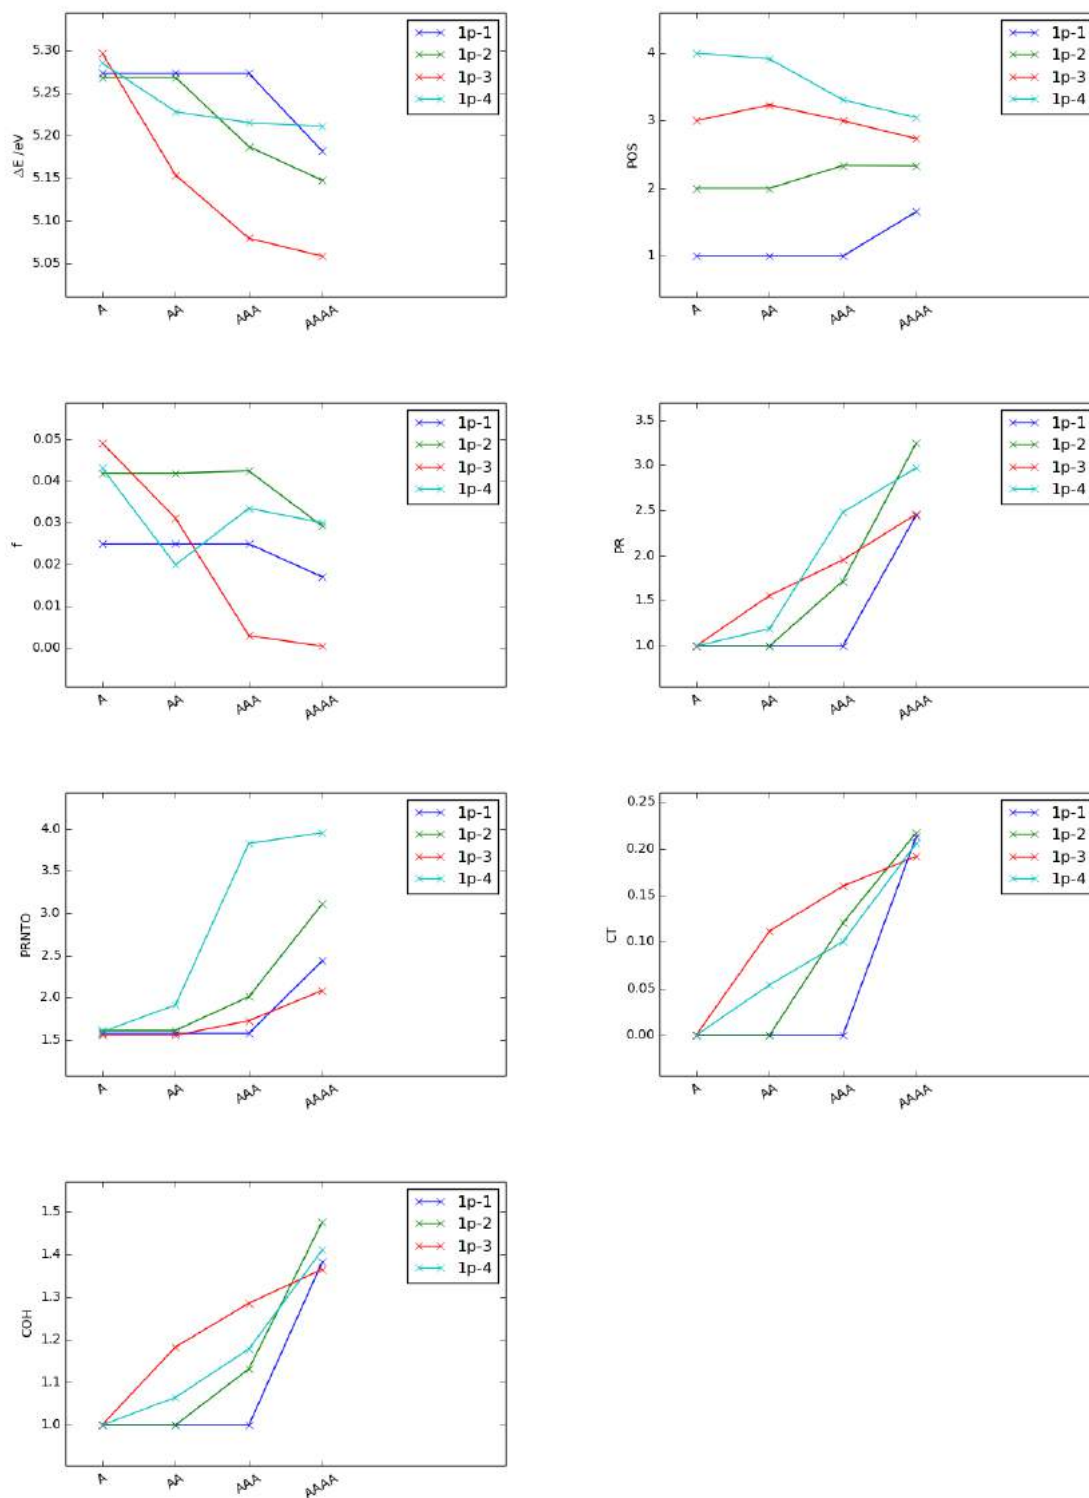 5.30
5.25
5.20
5.15
5.10
5.05
ΔE /eV
A
AA
AAA
AAAA
1p-1
1p-2
1p-3
1p-4
4
3
2
1
POS
A
AA
AAA
AAAA
1p-1
1p-2
1p-3
1p-4
0.05
0.04
0.03
0.02
0.01
0.00
f
A
AA
AAA
AAAA
1p-1
1p-2
1p-3
1p-4
3.5
3.0
2.5
2.0
1.5
1.0
PR
A
AA
AAA
AAAA
1p-1
1p-2
1p-3
1p-4
4.0
3.5
3.0
2.5
2.0
1.5
PRNTO
A
AA
AAA
AAAA
1p-1
1p-2
1p-3
1p-4
0.25
0.20
0.15
0.10
0.05
0.00
CT
A
AA
AAA
AAAA
1p-1
1p-2
1p-3
1p-4
1.5
1.4
1.3
1.2
1.1
1.0
COH
A
AA
AAA
AAAA
1p-1
1p-2
1p-3
1p-4